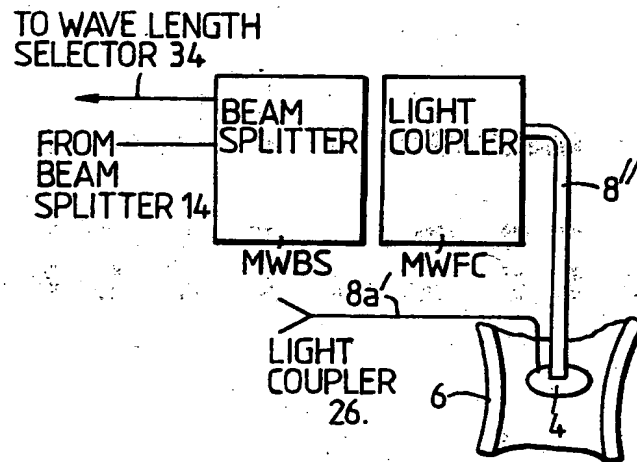 TO WAVE LENGTH
SELECTOR 34
BEAM
SPLITTER
LIGHT
COUPLER
FROM
BEAM
SPLITTER 14
8"
MWBS
MWFC
8a'
LIGHT
COUPLER
26.
6
4